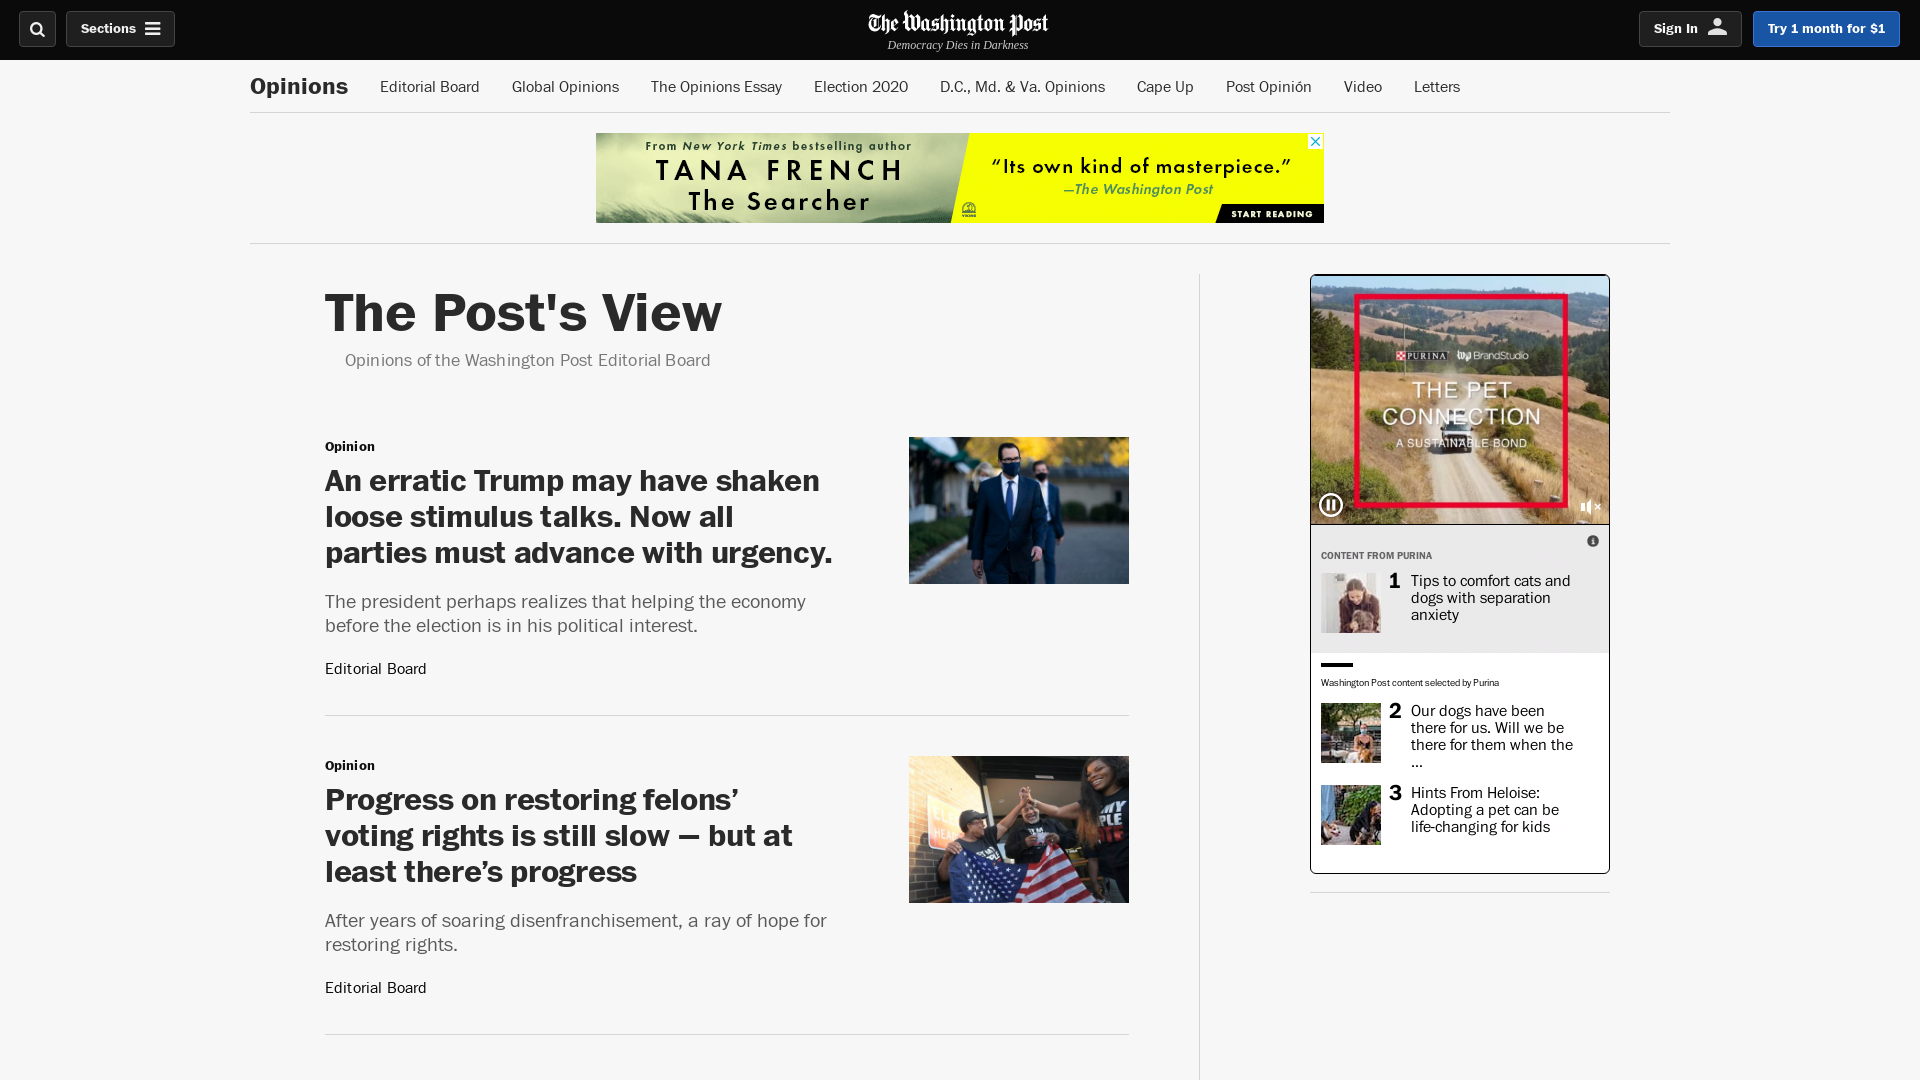 Sections
The Washington Post
Democracy Dies in Darkness
Sign In
Try 1 month for $1
Opinions
Editorial Board
Global Opinions
The Opinions Essay
Election 2020
D.C., Md. & Va. Opinions
Cape Up
Post Opinión
Video
Letters
From New York Times bestselling author
TANA FRENCH
The Searcher
“Its own kind of masterpiece.”
—The Washington Post
START READING
The Post's View
Opinions of the Washington Post Editorial Board
Opinion
An erratic Trump may have shaken
loose stimulus talks. Now all
parties must advance with urgency.
The president perhaps realizes that helping the economy
before the election is in his political interest.
Editorial Board
Opinion
Progress on restoring felons’
voting rights is still slow — but at
least there’s progress
After years of soaring disenfranchisement, a ray of hope for
restoring rights.
Editorial Board
PURINA
wp BrandStudio
THE PET
CONNECTION
A SUSTAINABLE BOND
CONTENT FROM PURINA
1 Tips to comfort cats and
dogs with separation
anxiety
Washington Post content selected by Purina
2 Our dogs have been
there for us. Will we be
there for them when the
...
3 Hints From Heloise:
Adopting a pet can be
life-changing for kids